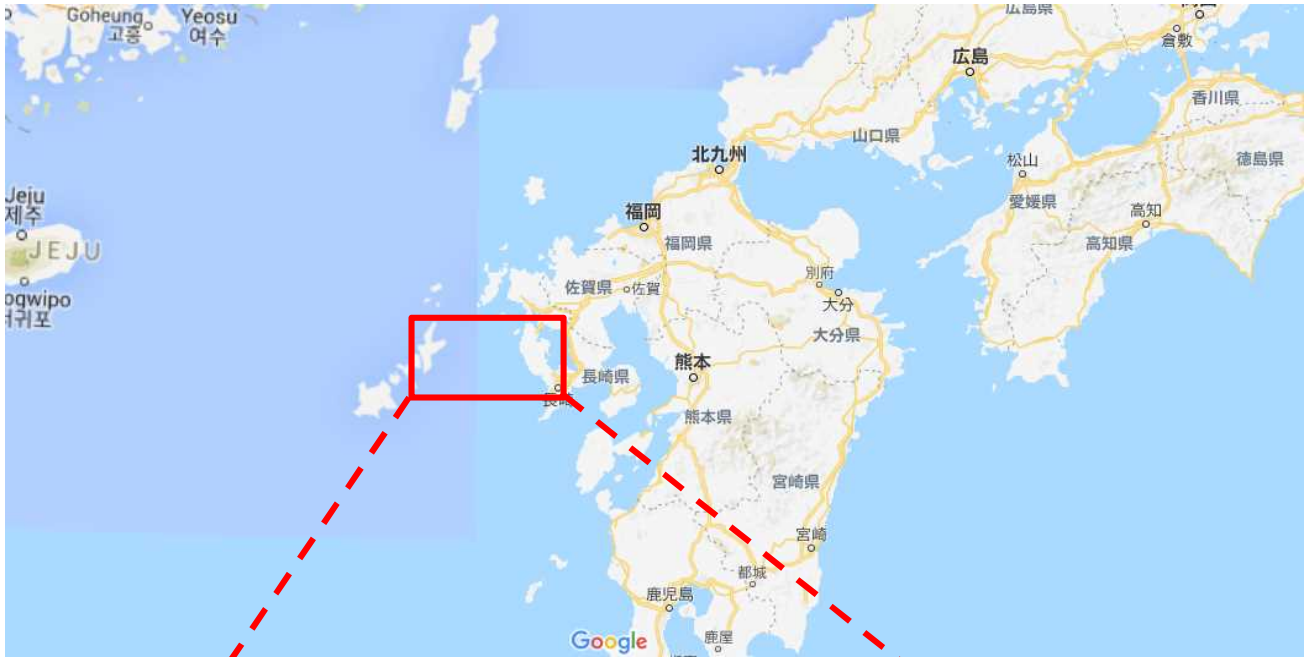 Goheung
고흥
Yeosu
여수
広島県
倉敷
広島
香川県
山口県
北九州
松山
徳島県
愛媛県
Jeju
제주
福岡
高知
JEJU
福岡県
高知県
別府
佐賀県
佐賀
大分
ogwipo
귀포
大分県
熊本
長崎県
長崎
熊本県
宮崎県
宮崎
都城
鹿児島
Google
鹿屋